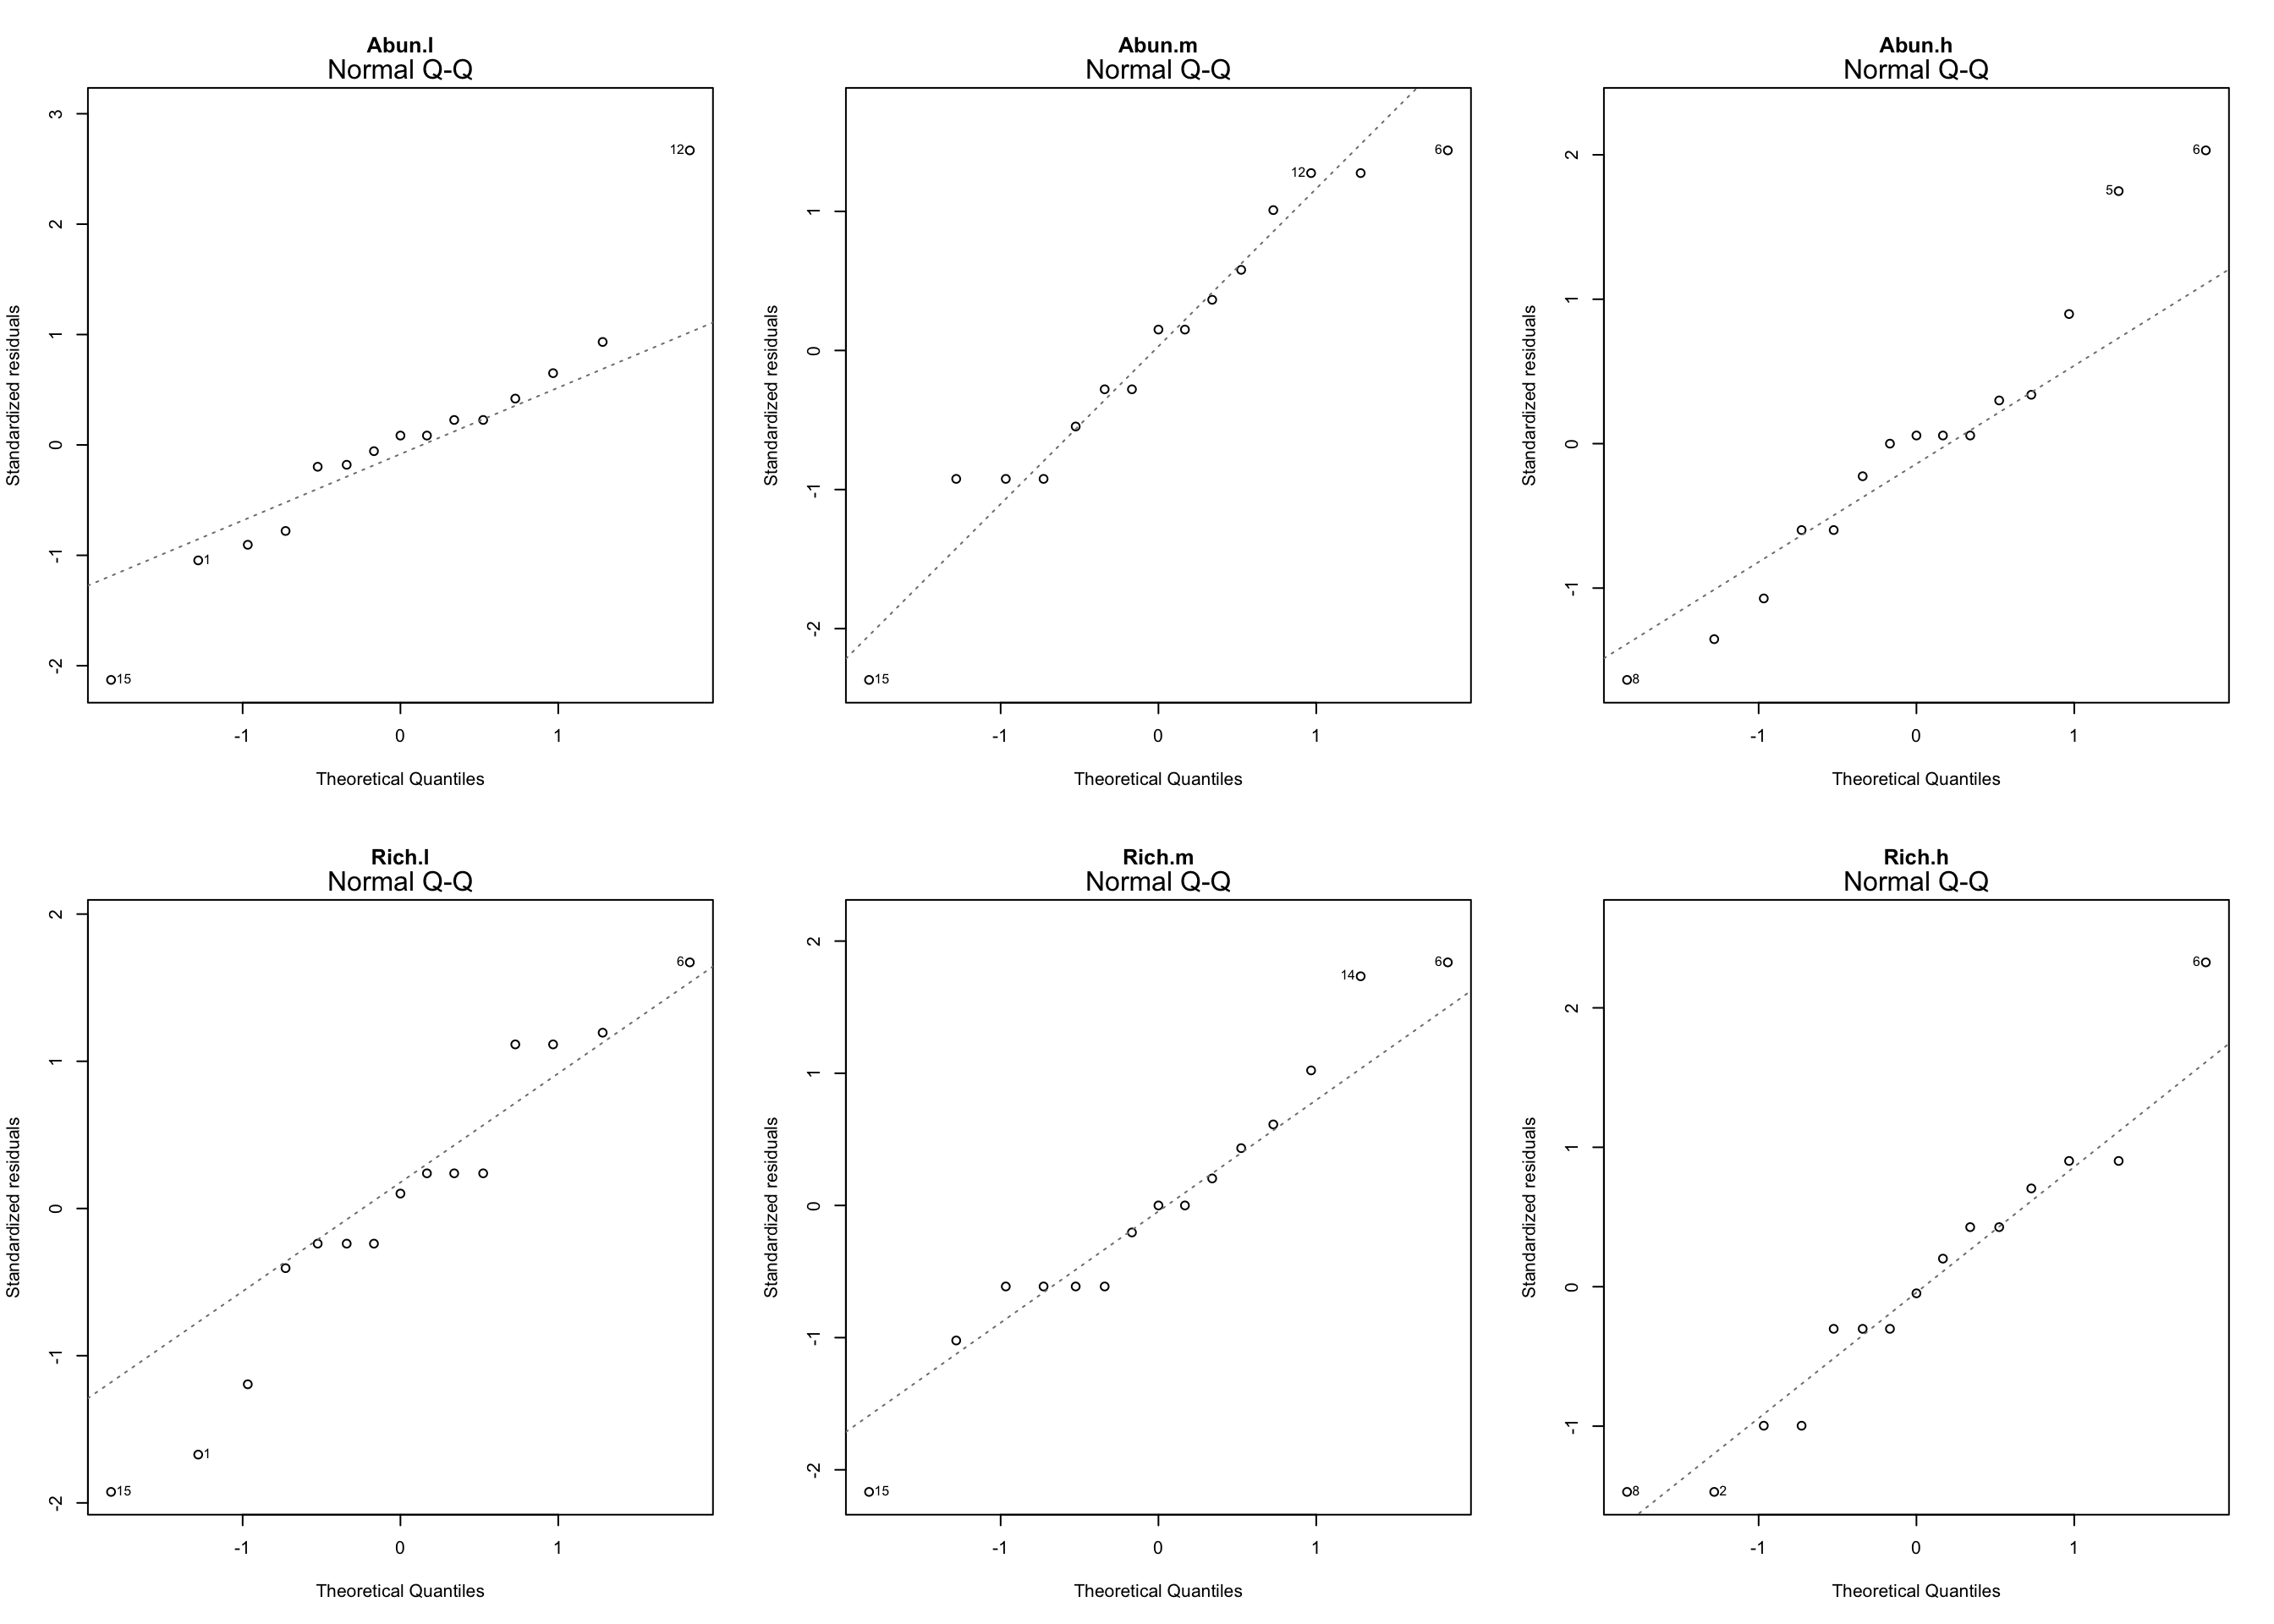 Abun.l
Normal Q-Q
Standardized residuals
3
2
1
0
-1
-2
12
1
15
-1
0
1
Theoretical Quantiles
Abun.m
Normal Q-Q
Standardized residuals
1
0
-1
-2
12
6
15
-1
0
1
Theoretical Quantiles
Abun.h
Normal Q-Q
Standardized residuals
2
1
0
-1
6
5
8
-1
0
1
Theoretical Quantiles
Rich.l
Normal Q-Q
Standardized residuals
2
1
0
-1
-2
6
1
15
-1
0
1
Theoretical Quantiles
Rich.m
Normal Q-Q
Standardized residuals
2
1
0
-1
-2
14
6
15
-1
0
1
Theoretical Quantiles
Rich.h
Normal Q-Q
Standardized residuals
2
1
0
-1
6
8
2
-1
0
1
Theoretical Quantiles